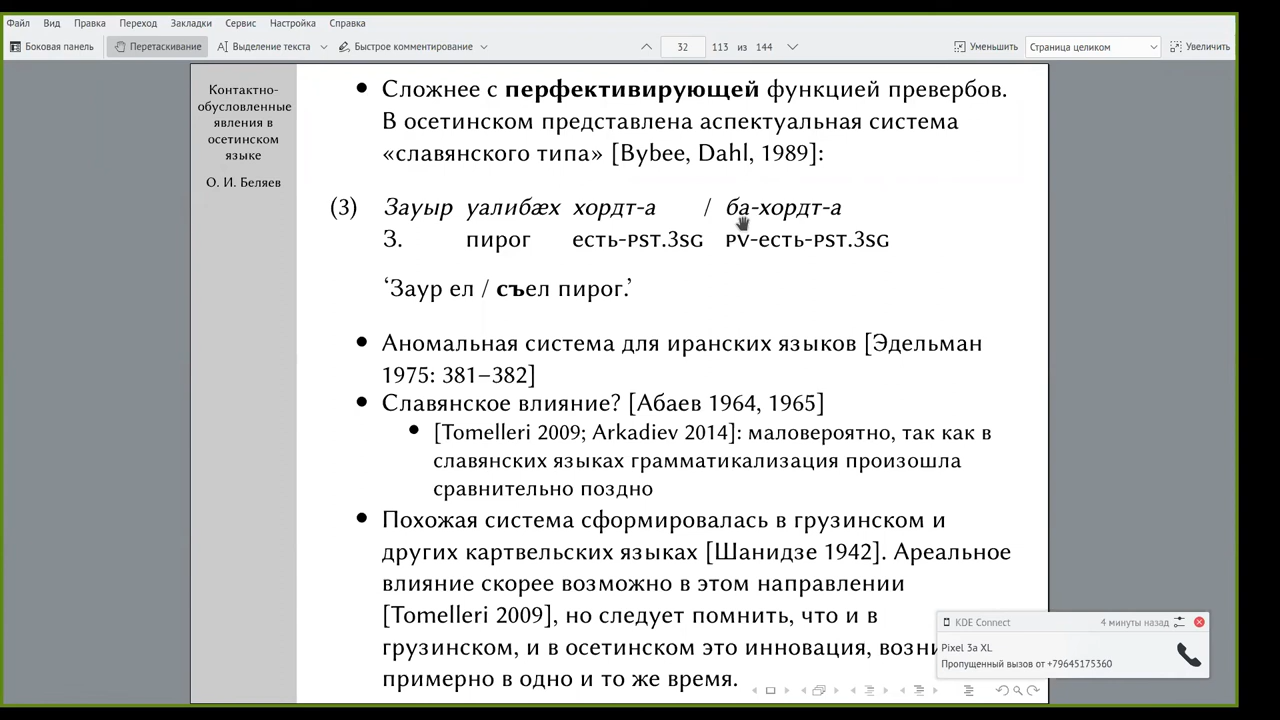 Файл Вид Правка Переход Закладки Сервис Настройка Справка
Боковая панель Перетаскивание Выделение текста Быстрое комментирование 32 113 из 144 Уменьшить Страница целиком Увеличить
Контактно-
обусловленные
явления в
осетинском
языке
О. И. Беляев
• Сложнее с перфективирующей функцией превербов.
В осетинском представлена аспектуальная система
«славянского типа» [Bybee, Dahl, 1989]:
(3) Зауыр уалибæх хордт-а / ба-хордт-а
З. пирог есть-PST.3SG PV-есть-PST.3SG
‘Заур ел / съел пирог.’
• Аномальная система для иранских языков [Эдельман
1975: 381–382]
• Славянское влияние? [Абаев 1964, 1965]
• [Tomelleri 2009; Arkadiev 2014]: маловероятно, так как в
славянских языках грамматикализация произошла
сравнительно поздно
• Похожая система сформировалась в грузинском и
других картвельских языках [Шанидзе 1942]. Ареальное
влияние скорее возможно в этом направлении
[Tomelleri 2009], но следует помнить, что и в
грузинском, и в осетинском это инновация,
примерно в одно и то же время.
KDE Connect 4 минуты назад
Pixel 3a XL
Пропущенный вызов от +79645175360